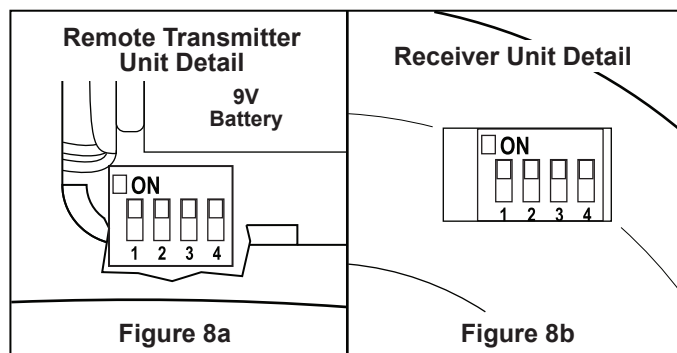 Remote Transmitter
Unit Detail
9V
Battery
ON
1 2 3 4
Figure 8a
Receiver Unit Detail
ON
1 2 3 4
Figure 8b